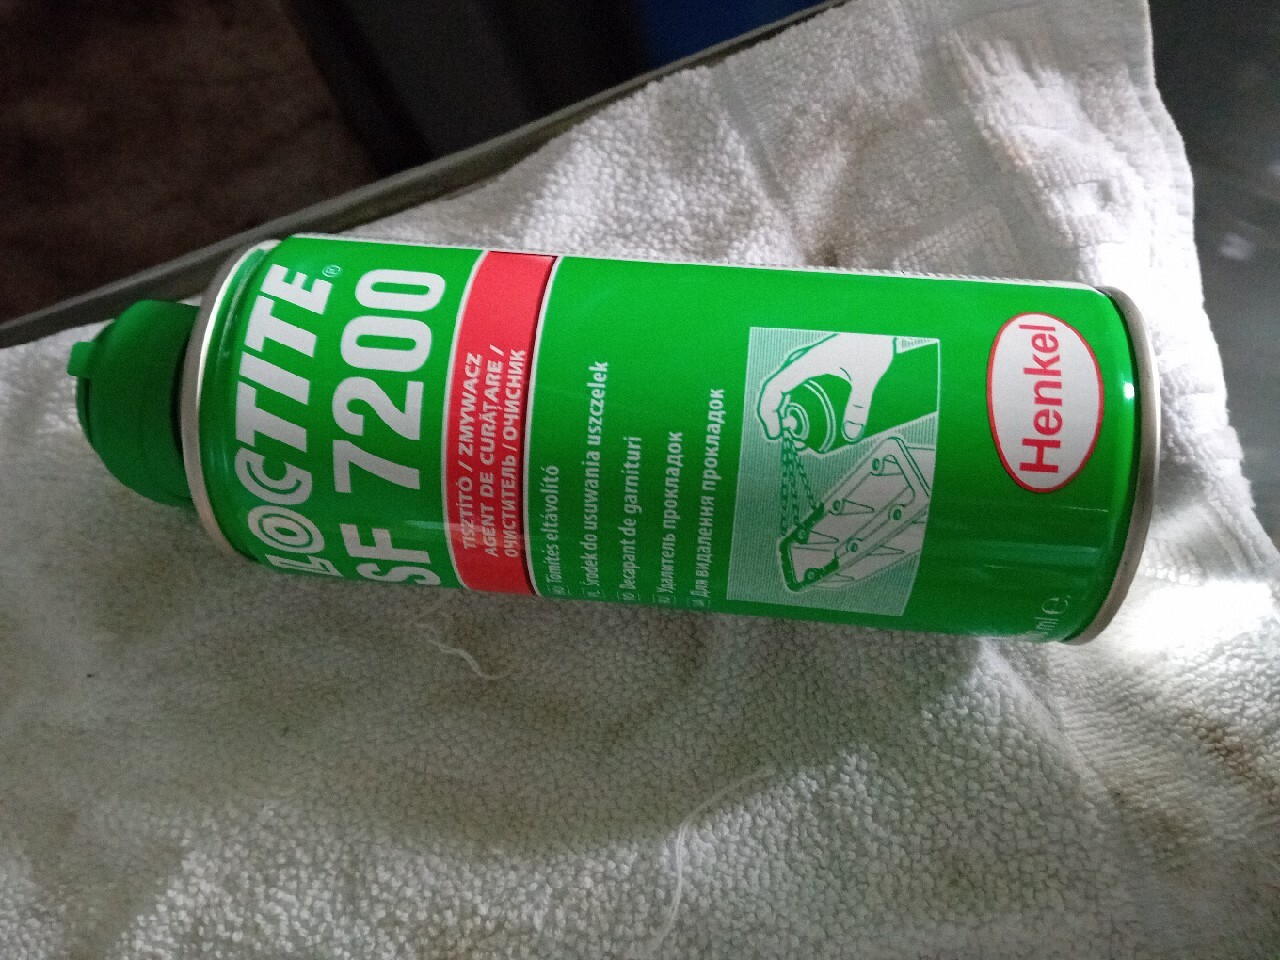 LOCTITE®
SF 7200
TISZTÍTÓ / ZMYWACZ
AGENT DE CURĂȚARE /
ОЧИСТИТЕЛЬ / ОЧИСНИК
Tömítés eltávolító
Środek do usuwania uszczelek
Decapant de garnituri
Удалитель прокладок
Для видалення прокладок
Henkel
ml ℮